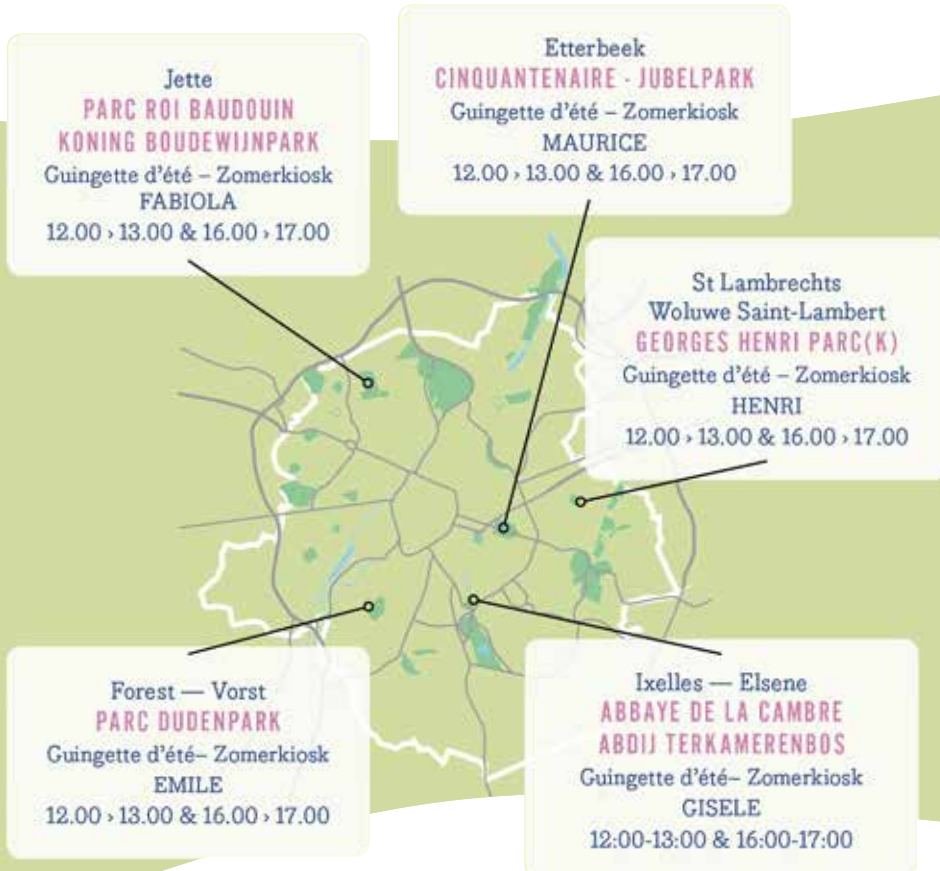 Jette
PARC ROI BAUDOUIN
KONING BOUDEWIJNPARK
Guingette d'été – Zomerkiosk
FABIOLA
12.00 › 13.00 & 16.00 › 17.00
Etterbeek
CINQUANTENAIRE - JUBELPARK
Guingette d'été – Zomerkiosk
MAURICE
12.00 › 13.00 & 16.00 › 17.00
St Lambrechts
Woluwe Saint-Lambert
GEORGES HENRI PARC(K)
Guingette d'été – Zomerkiosk
HENRI
12.00 › 13.00 & 16.00 › 17.00
Forest — Vorst
PARC DUDENPARK
Guingette d'été– Zomerkiosk
EMILE
12.00 › 13.00 & 16.00 › 17.00
Ixelles — Elsene
ABBAYE DE LA CAMBRE
ABDIJ TERKAMERENBOS
Guingette d'été– Zomerkiosk
GISELE
12:00-13:00 & 16:00-17:00